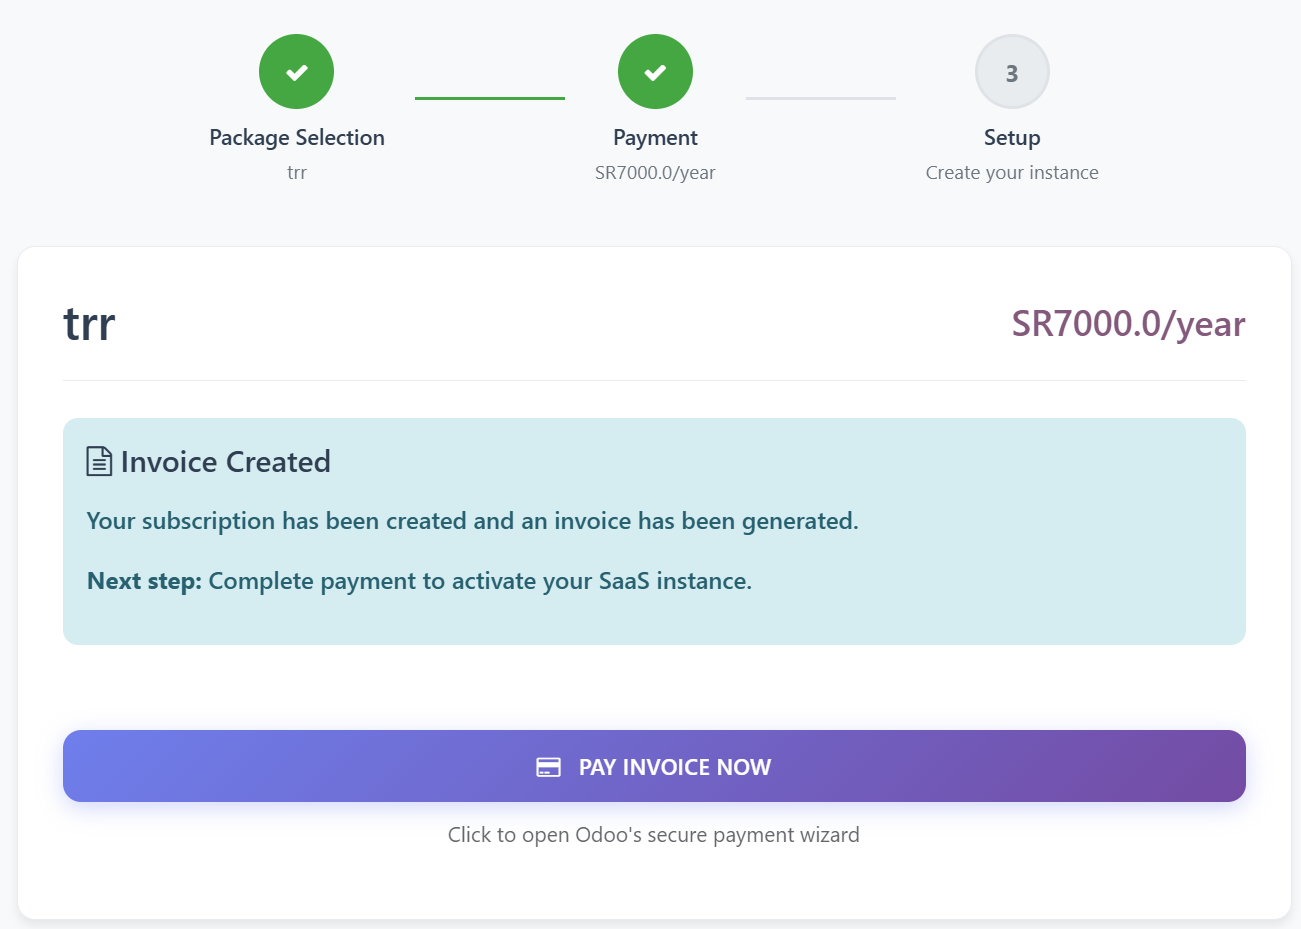 Package Selection
trr
Payment
SR7000.0/year
3
Setup
Create your instance
trr
SR7000.0/year
Invoice Created
Your subscription has been created and an invoice has been generated.
Next step: Complete payment to activate your SaaS instance.
PAY INVOICE NOW
Click to open Odoo's secure payment wizard